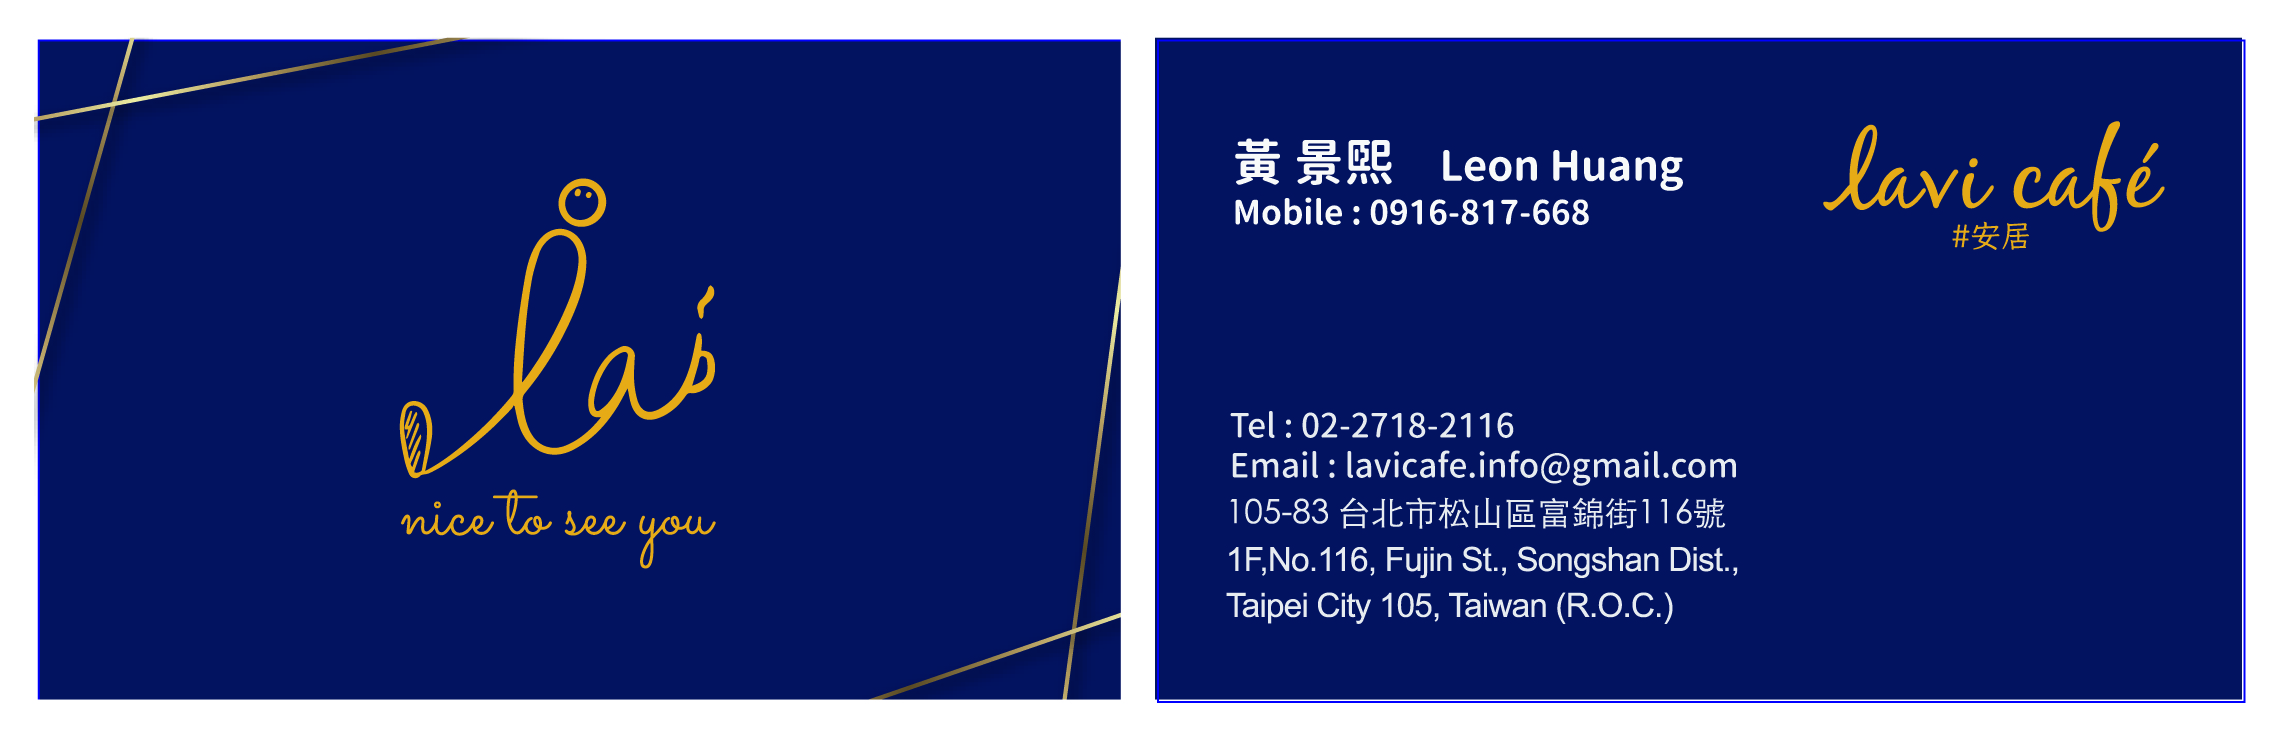 lai
nice to see you
黃 景熙 Leon Huang
Mobile : 0916-817-668
lavi café
#安居
Tel : 02-2718-2116
Email : lavicafe.info@gmail.com
105-83 台北市松山區富錦街116號
1F,No.116, Fujin St., Songshan Dist.,
Taipei City 105, Taiwan (R.O.C.)